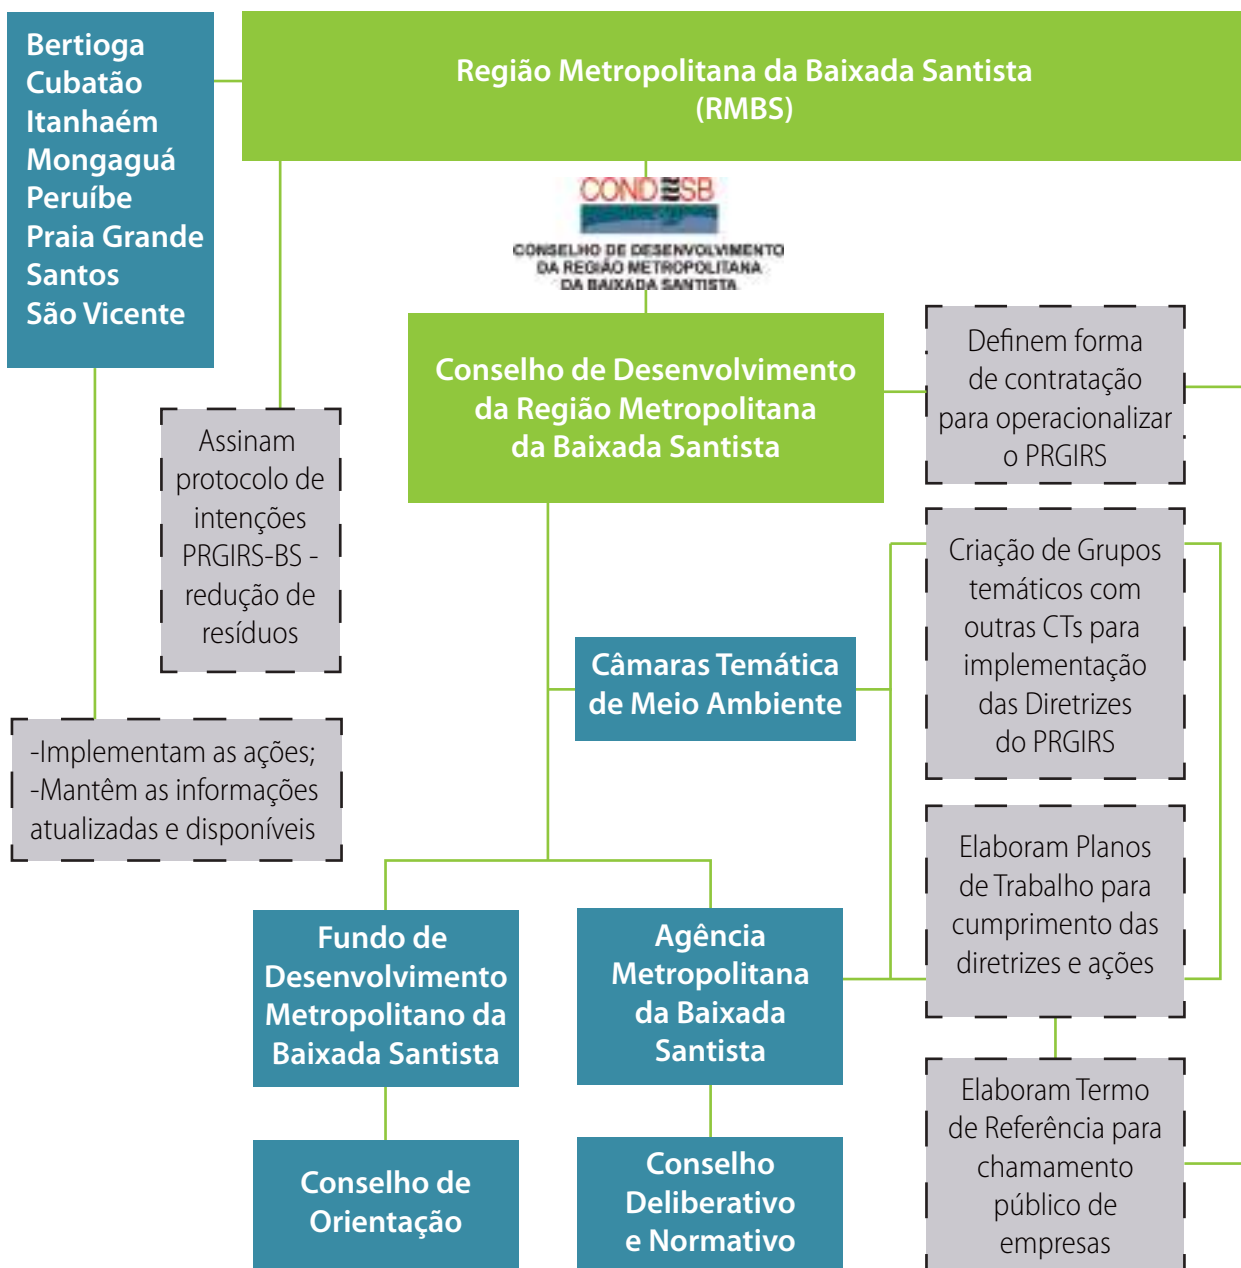 Bertioga
Cubatão
Itanhaém
Mongaguá
Peruíbe
Praia Grande
Santos
São Vicente
Região Metropolitana da Baixada Santista
(RMBS)
CONDESB
CONSELHO DE DESENVOLVIMENTO
DA REGIÃO METROPOLITANA
DA BAIXADA SANTISTA
Conselho de Desenvolvimento
da Região Metropolitana
da Baixada Santista
Definem forma
de contratação
para operacionalizar
o PRGIRS
Assinam
protocolo de
intenções
PRGIRS-BS -
redução de
resíduos
Criação de Grupos
temáticos com
outras CTs para
implementação
das Diretrizes
do PRGIRS
Câmaras Temática
de Meio Ambiente
-Implementam as ações;
-Mantêm as informações
atualizadas e disponíveis
Elaboram Planos
de Trabalho para
cumprimento das
diretrizes e ações
Fundo de
Desenvolvimento
Metropolitano da
Baixada Santista
Agência
Metropolitana
da Baixada
Santista
Elaboram Termo
de Referência para
chamamento
público de
empresas
Conselho de
Orientação
Conselho
Deliberativo
e Normativo